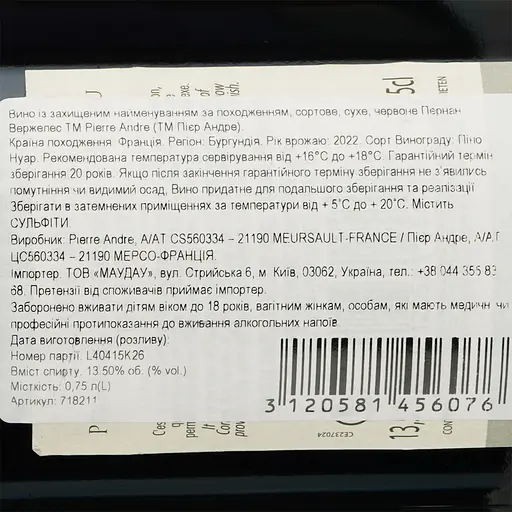 Вино із захищеним найменуванням за походженням, сортове, сухе, червоне Пернан
Вержелес ТМ Pierre Andre (ТМ Пієр Андре).
Країна походження: Франція. Регіон: Бургундія. Рік врожаю: 2022. Сорт Винограду: Піно
Нуар. Рекомендована температура сервірування від +16°С до +18°С. Гарантійний термін
зберігання 20 років. Якщо після закінчення гарантійного терміну зберігання не з'явились
помутніння чи видимий осад, Вино придатне для подальшого зберігання та реалізації.
Зберігати в затемнених приміщеннях за температури від + 5°С до + 20°С. Містить
СУЛЬФІТИ.
Виробник: Pierre Andre, A/AT CS560334 – 21190 MEURSAULT-FRANCE / Пієр Андре, А/АТ
ЦС560334 – 21190 МЕРСО-ФРАНЦІЯ.
Імпортер: ТОВ «МАУДАУ», вул. Стрийська 6, м. Київ, 03062, Україна, тел.: +38 044 355 83
68. Претензії від споживачів приймає імпортер.
Заборонено вживати дітям віком до 18 років, вагітним жінкам, особам, які мають медичні чи
професійні протипоказання до вживання алкогольних напоїв.
Дата виготовлення (розливу):
Номер партії: L40415K26
Вміст спирту: 13.50% об. (% vol.)
Місткість: 0,75 л(L)
Артикул: 718211
3 120581 456076
5cl
of
CE237024
13,